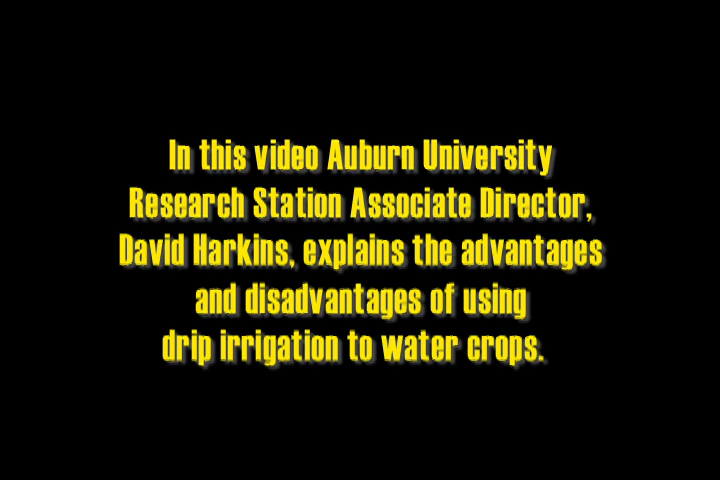 In this video Auburn University
Research Station Associate Director,
David Harkins, explains the advantages
and disadvantages of using
drip irrigation to water crops.